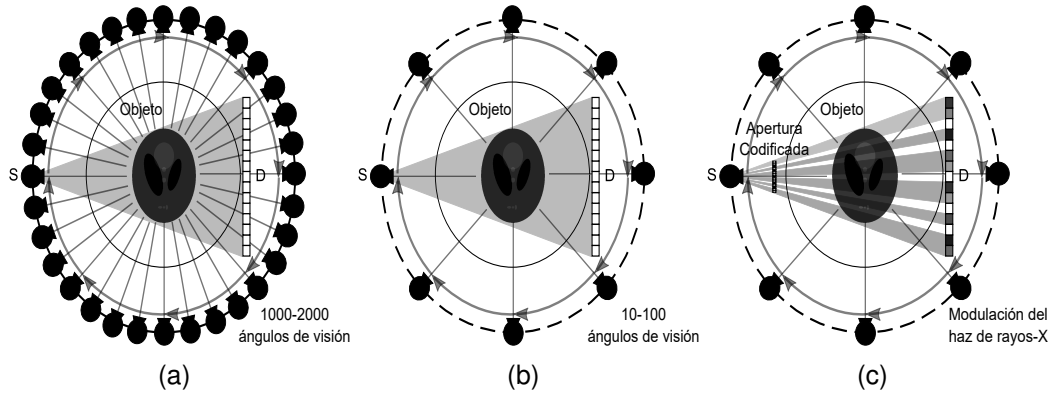 Objeto
S
D
1000-2000
ángulos de visión
(a)
Objeto
S
D
10-100
ángulos de visión
(b)
Objeto
Apertura
Codificada
S
D
Modulación del
haz de rayos-X
(c)